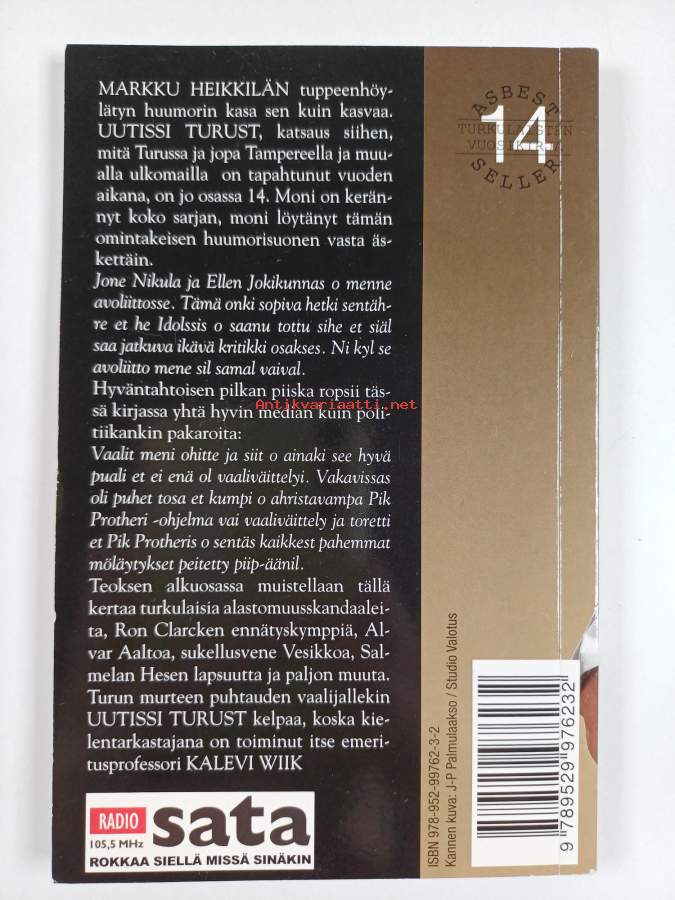 MARKKU HEIKKILÄN tuppeenhöy-
lätyn huumorin kasa sen kuin kasvaa.
UUTISSI TURUST, katsaus siihen,
mitä Turussa ja jopa Tampereella ja muu-
alla ulkomailla on tapahtunut vuoden
aikana, on jo osassa 14. Moni on kerän-
nyt koko sarjan, moni löytänyt tämän
omintakeisen huumorisuonen vasta äs-
kettäin.
Jone Nikula ja Ellen Jokikunnas o menne
avoliittosse. Tämä onki sopiva hetki sentäh-
re et he Idolssis o saanu tottu sihe et siäl
saa jatkuva ikävä kritikki osakses. Ni kyl se
avoliitto mene sil samal vaival.
Hyväntahtoisen pilkan piiska ropsii täs-
sä kirjassa yhtä hyvin median kuin poli-
tiikankin pakaroita:
Vaalit meni ohitte ja siit o ainaki see hyvä
puali et ei enä ol vaaliväittelyi. Vakavissas
oli puhet tosa et kumpi o ahristavampa Pik
Protheri -ohjelma vai vaaliväittely ja toretti
et Pik Protheris o sentäs kaikkest pahemmat
möläytykset peitetty piip-äänil.
Teoksen alkuosassa muistellaan tällä
kertaa turkulaisia alastomuusskandaalei-
ta, Ron Clarcken ennätyskymppiä, Al-
var Aaltoa, sukellusvene Vesikkoa, Sal-
melan Hesen lapsuutta ja paljon muuta.
Turun murteen puhtauden vaalijallekin
UUTISSI TURUST kelpaa, koska kie-
lentarkastajana on toiminut itse emeri-
tusprofessori KALEVI WIIK
RADIO
105,5 MHz
sata
ROKKAA SIELLÄ MISSÄ SINÄKIN
ASBEST
TURKULAISTEN
14
SELLER
ISBN 978-952-99762-3-2
Kannen kuva: J-P Palmulaakso / Studio Valotus
9 789529 976232
Antikvariaatti.net